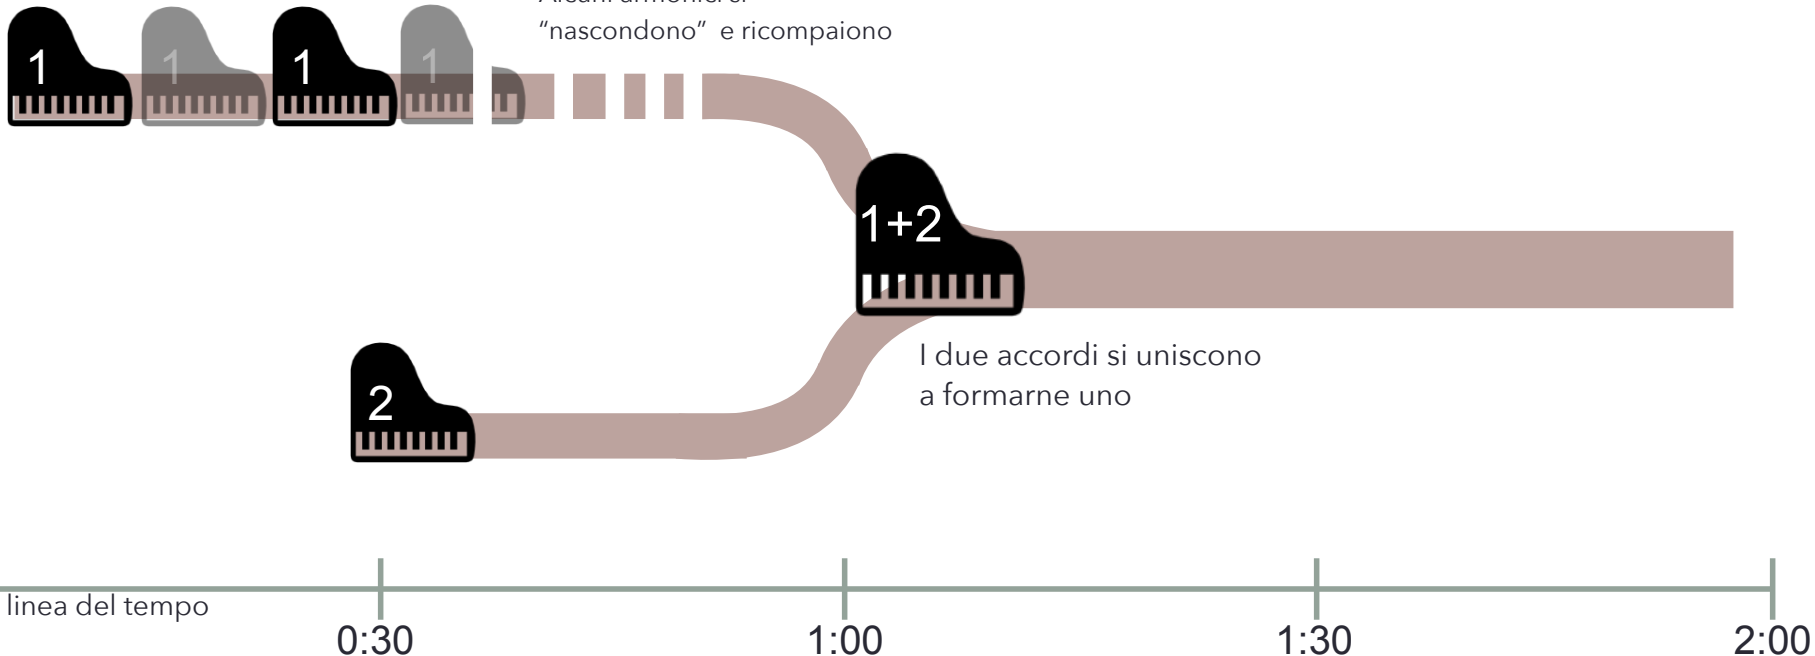 “nascondono” e ricompaiono
1
1
1
1
1+2
I due accordi si uniscono
a formarne uno
2
linea del tempo
0:30
1:00
1:30
2:00